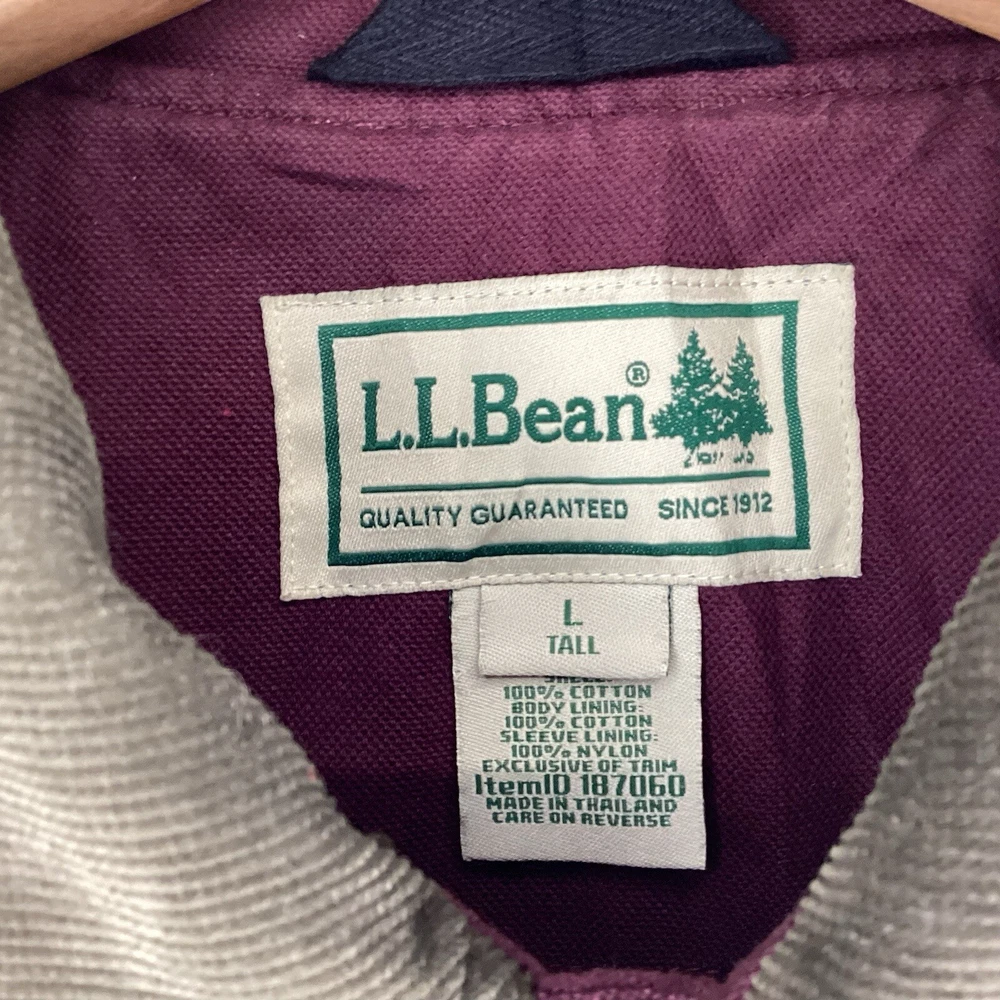 L.L.Bean®
QUALITY GUARANTEED SINCE 1912
L
TALL
100% COTTON
BODY LINING:
100% COTTON
SLEEVE LINING:
100% NYLON
EXCLUSIVE OF TRIM
ItemID 187060
MADE IN THAILAND
CARE ON REVERSE